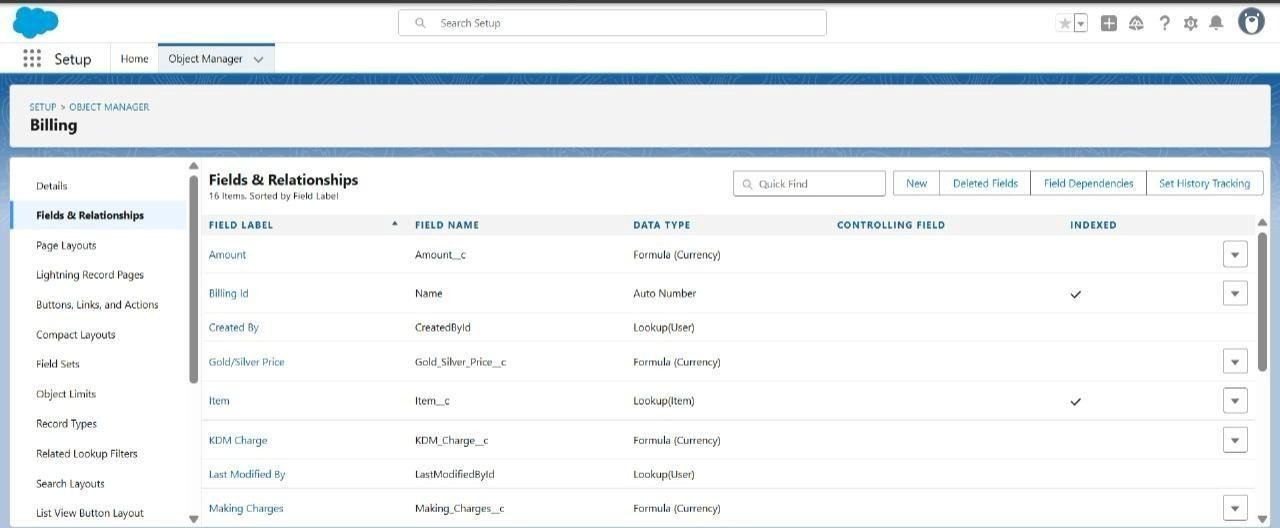 Search Setup
Setup
Home
Object Manager
SETUP > OBJECT MANAGER
Billing
Details
Fields & Relationships
Page Layouts
Lightning Record Pages
Buttons, Links, and Actions
Compact Layouts
Field Sets
Object Limits
Record Types
Related Lookup Filters
Search Layouts
List View Button Layout
Fields & Relationships
16 Items. Sorted by Field Label
Quick Find
New
Deleted Fields
Field Dependencies
Set History Tracking
FIELD LABEL FIELD NAME DATA TYPE CONTROLLING FIELD INDEXED
Amount Amount__c Formula (Currency)
Billing Id Name Auto Number
Created By CreatedById Lookup(User)
Gold/Silver Price Gold_Silver_Price__c Formula (Currency)
Item Item__c Lookup(Item)
KDM Charge KDM_Charge__c Formula (Currency)
Last Modified By LastModifiedById Lookup(User)
Making Charges Making_Charges__c Formula (Currency)